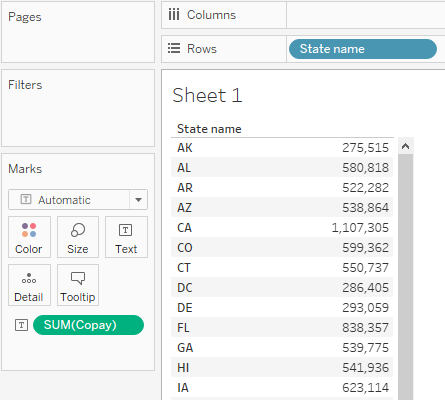 Pages
Columns
Rows
State name
Filters
Sheet 1
State name
AK 275,515
AL 580,818
AR 522,282
AZ 538,864
CA 1,107,305
CO 599,362
CT 550,737
DC 286,405
DE 293,059
FL 838,357
GA 539,775
HI 541,936
IA 623,114
Marks
T Automatic
Color Size T Text
Detail Tooltip
T SUM(Copay)